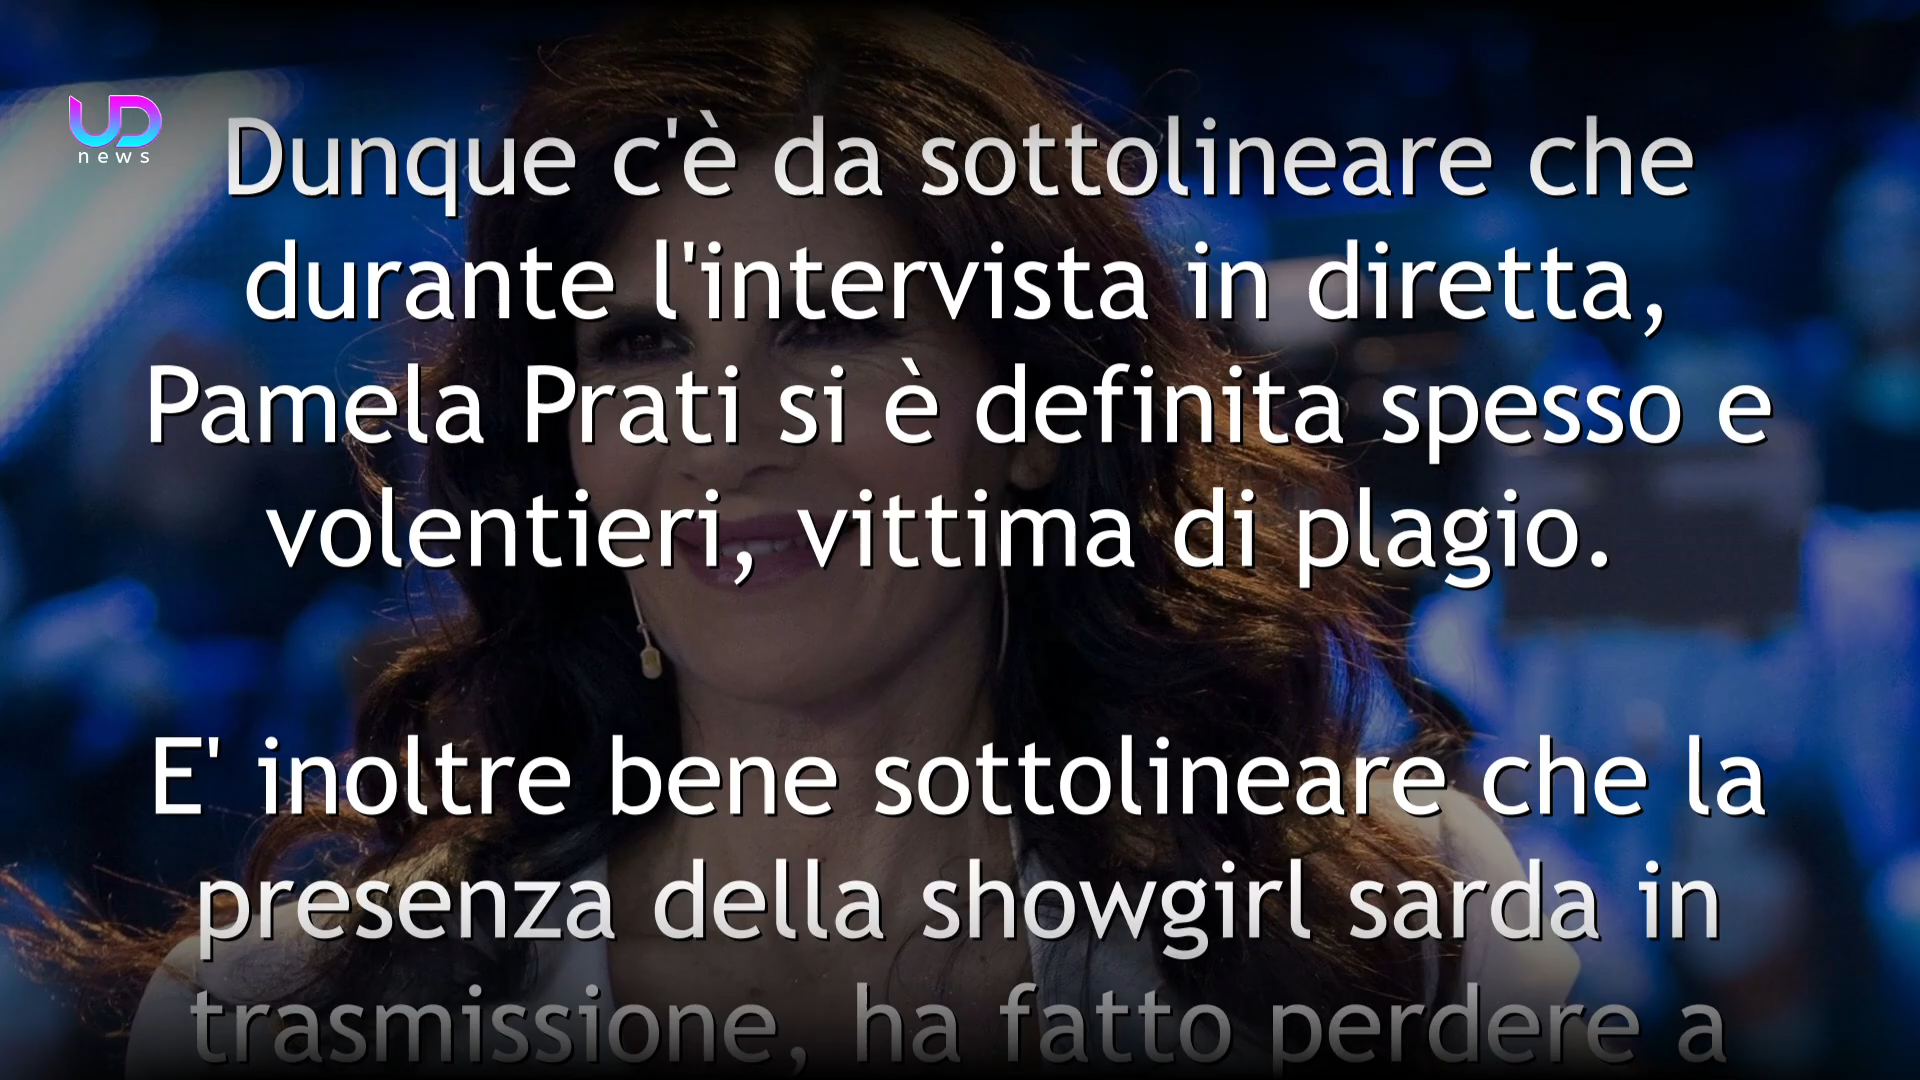 UD
news
Dunque c'è da sottolineare che
durante l'intervista in diretta,
Pamela Prati si è definita spesso e
volentieri, vittima di plagio.
E' inoltre bene sottolineare che la
presenza della showgirl sarda in
trasmissione, ha fatto perdere a